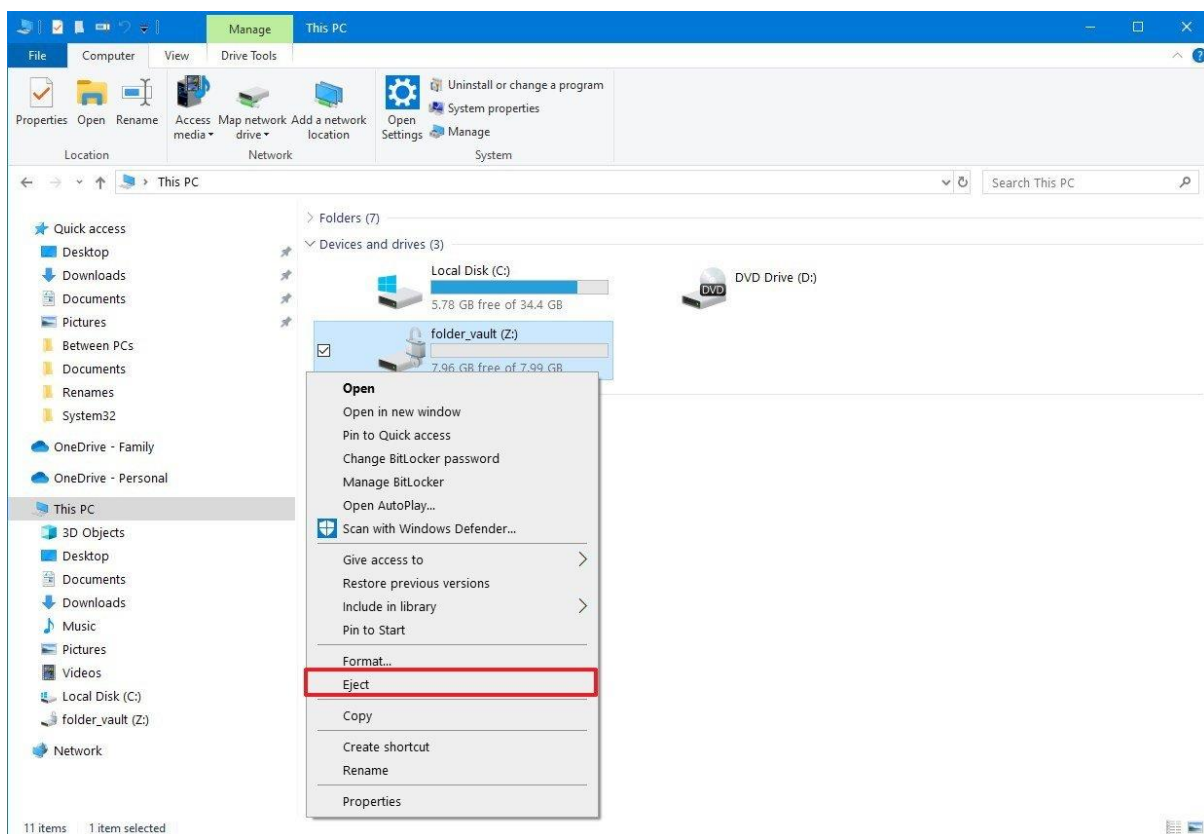 Manage
This PC
File
Computer
View
Drive Tools
Properties
Open
Rename
Access
media
Map network
drive
Add a network
location
Open
Settings
Uninstall or change a program
System properties
Manage
Location
Network
System
This PC
Search This PC
Quick access
Desktop
Downloads
Documents
Pictures
Between PCs
Documents
Renames
System32
OneDrive - Family
OneDrive - Personal
This PC
3D Objects
Desktop
Documents
Downloads
Music
Pictures
Videos
Local Disk (C:)
folder_vault (Z:)
Network
Folders (7)
Devices and drives (3)
Local Disk (C:)
5.78 GB free of 34.4 GB
DVD Drive (D:)
DVD
folder_vault (Z:)
7.96 GB free of 7.99 GB
Open
Open in new window
Pin to Quick access
Change BitLocker password
Manage BitLocker
Open AutoPlay...
Scan with Windows Defender...
Give access to
Restore previous versions
Include in library
Pin to Start
Format...
Eject
Copy
Create shortcut
Rename
Properties
11 items
1 item selected